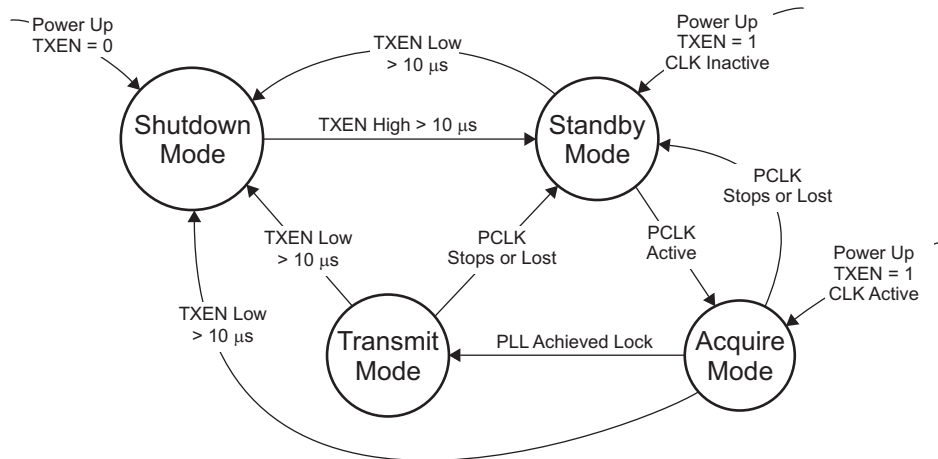 Power Up
TXEN = 0
TXEN Low
> 10 μs
Power Up
TXEN = 1
CLK Inactive
Shutdown
Mode
TXEN High > 10 μs
Standby
Mode
PCLK
Stops or Lost
TXEN Low
> 10 μs
PCLK
Stops or Lost
PCLK
Active
Power Up
TXEN = 1
CLK Active
TXEN Low
> 10 μs
Transmit
Mode
PLL Achieved Lock
Acquire
Mode